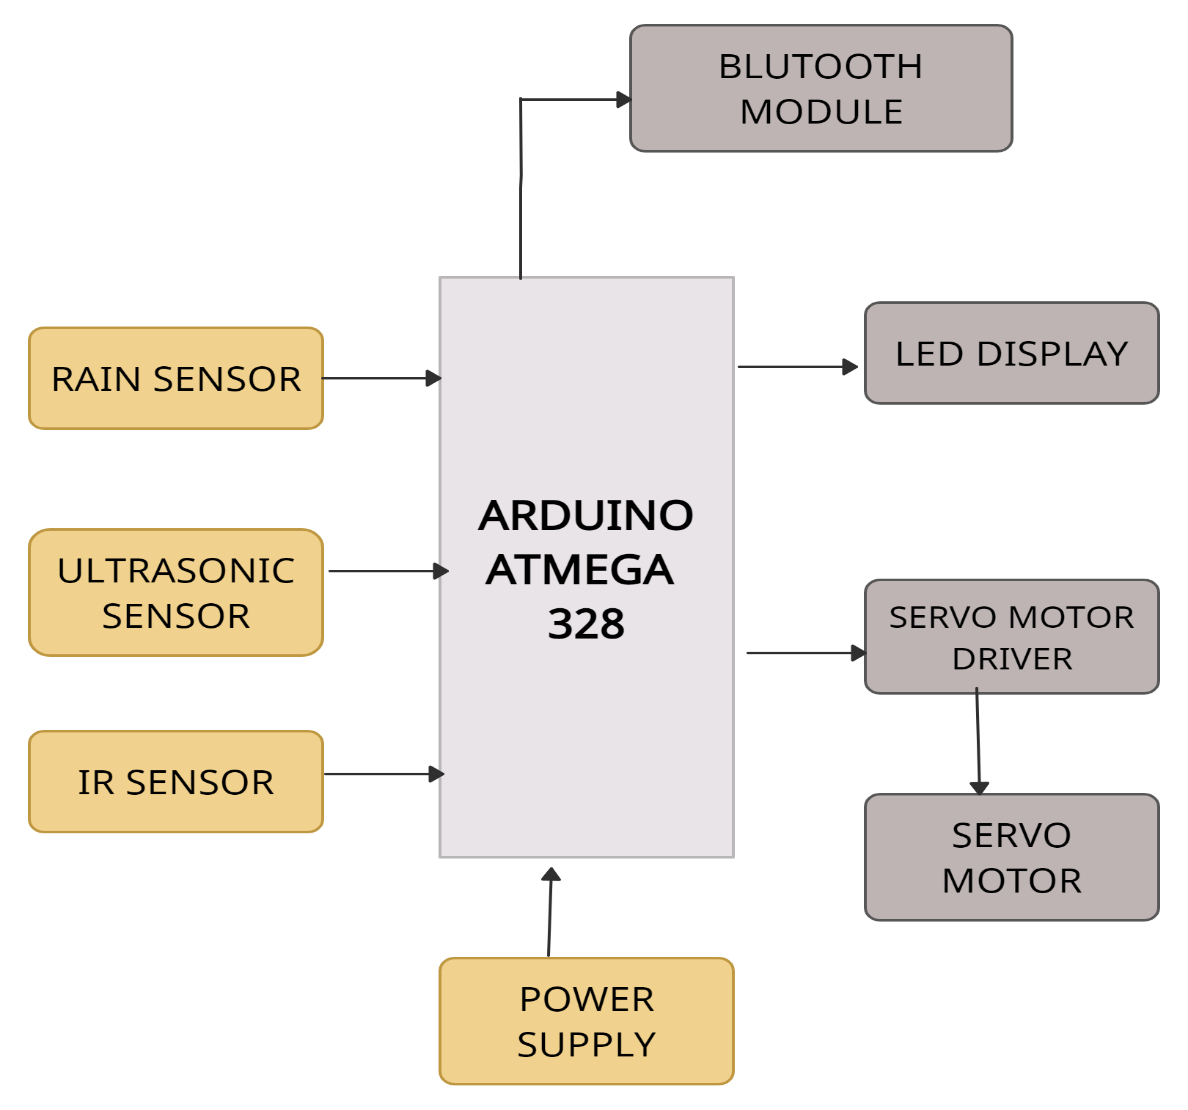 BLUTOOTH
MODULE
RAIN SENSOR
LED DISPLAY
ARDUINO
ATMEGA
328
ULTRASONIC
SENSOR
SERVO MOTOR
DRIVER
IR SENSOR
SERVO
MOTOR
POWER
SUPPLY